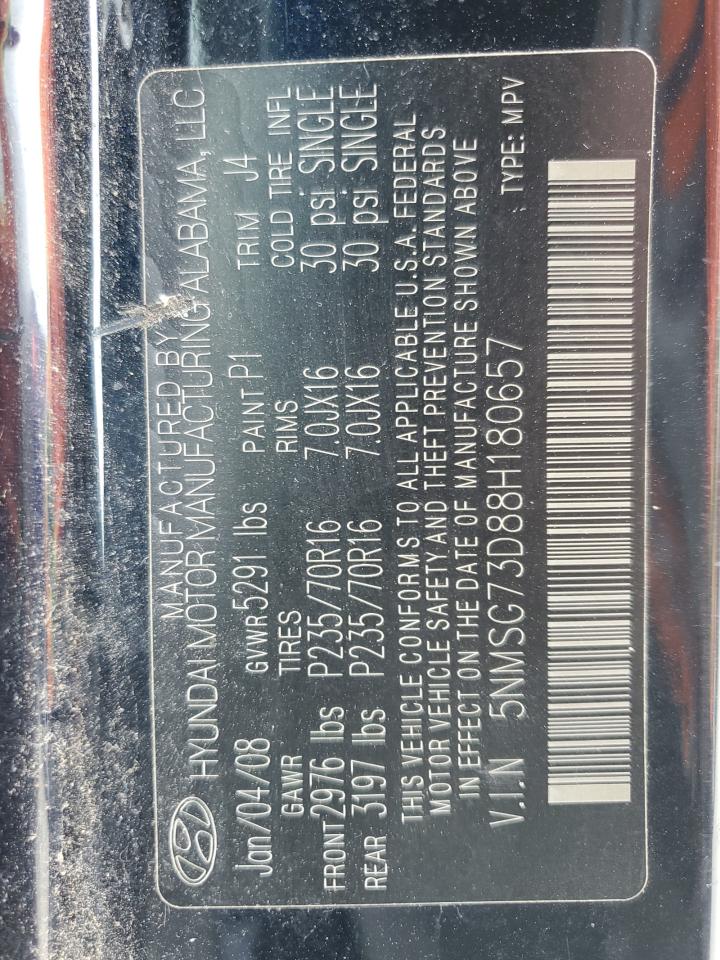 MANUFACTURED BY
HYUNDAI MOTOR MANUFACTURING ALABAMA, LLC
Jan/04/08 GVWR 5291 lbs PAINT P1 TRIM J4
GAWR TIRES RIMS COLD TIRE INFL
FRONT 2976 lbs P235/70R16 7.0JX16 30 psi SINGLE
REAR 3197 lbs P235/70R16 7.0JX16 30 psi SINGLE
THIS VEHICLE CONFORMS TO ALL APPLICABLE U.S.A. FEDERAL
MOTOR VEHICLE SAFETY AND THEFT PREVENTION STANDARDS
IN EFFECT ON THE DATE OF MANUFACTURE SHOWN ABOVE
V.I.N 5NMSG73D88H180657 TYPE: MPV